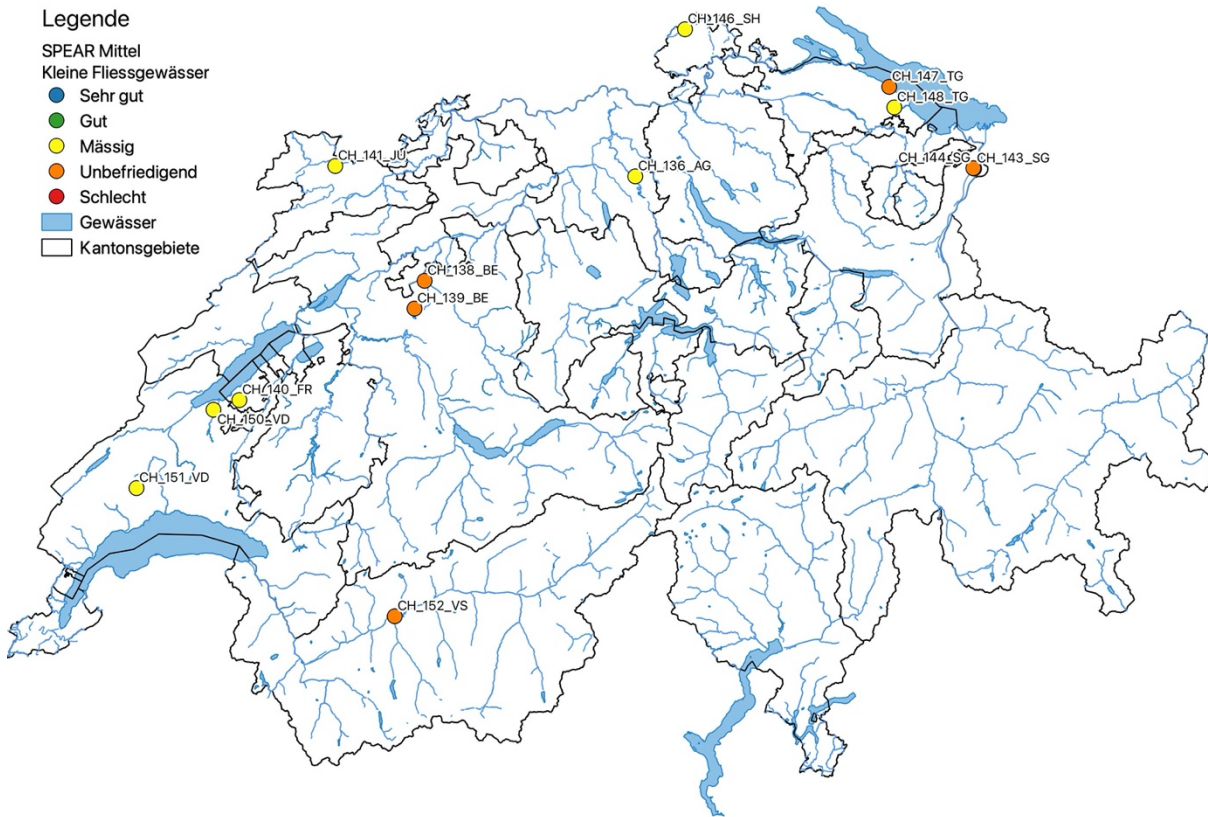 Legende
SPEAR Mittel
Kleine Fliessgewässer
Sehr gut
Gut
Mässig
Unbefriedigend
Schlecht
Gewässer
Kantonsgebiete
CH_146_SH
CH_147_TG
CH_148_TG
CH_141_JU
CH_136_AG
CH_144_SG
CH_143_SG
CH_138_BE
CH_139_BE
CH_140_FR
CH_150_VD
CH_151_VD
CH_152_VS